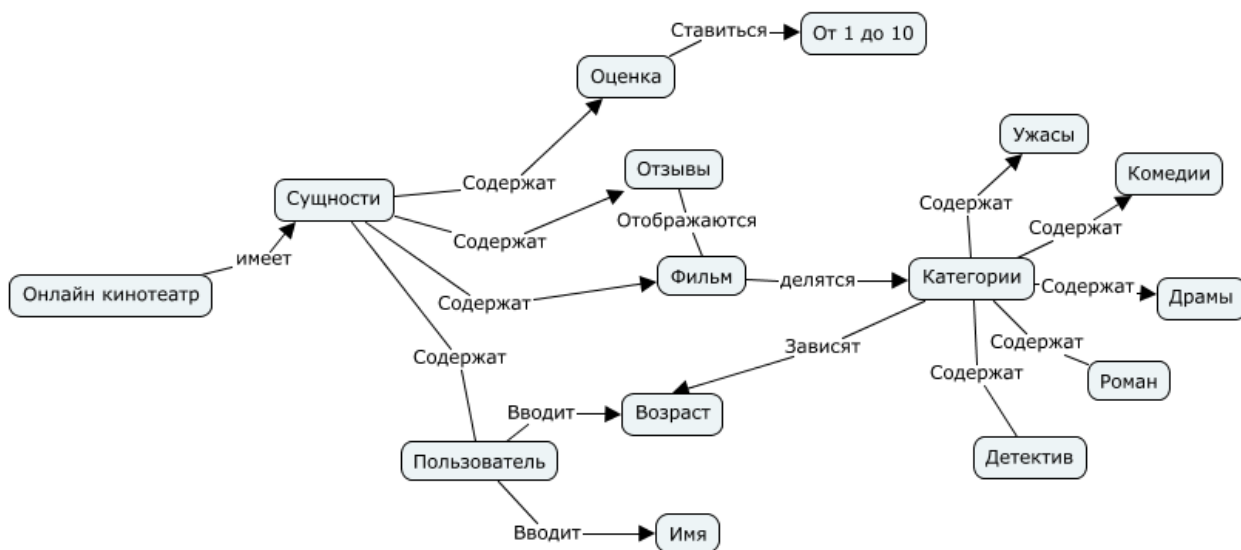 Ставиться
От 1 до 10
Оценка
Ужасы
Отзывы
Комедии
Содержат
Сущности
Содержат
Отображаются
Содержат
Содержат
имеет
Фильм
делятся
Категории
Онлайн кинотеатр
Содержат
Содержат
Драмы
Содержат
Зависят
Содержат
Содержат
Роман
Вводит
Возраст
Пользователь
Детектив
Вводит
Имя